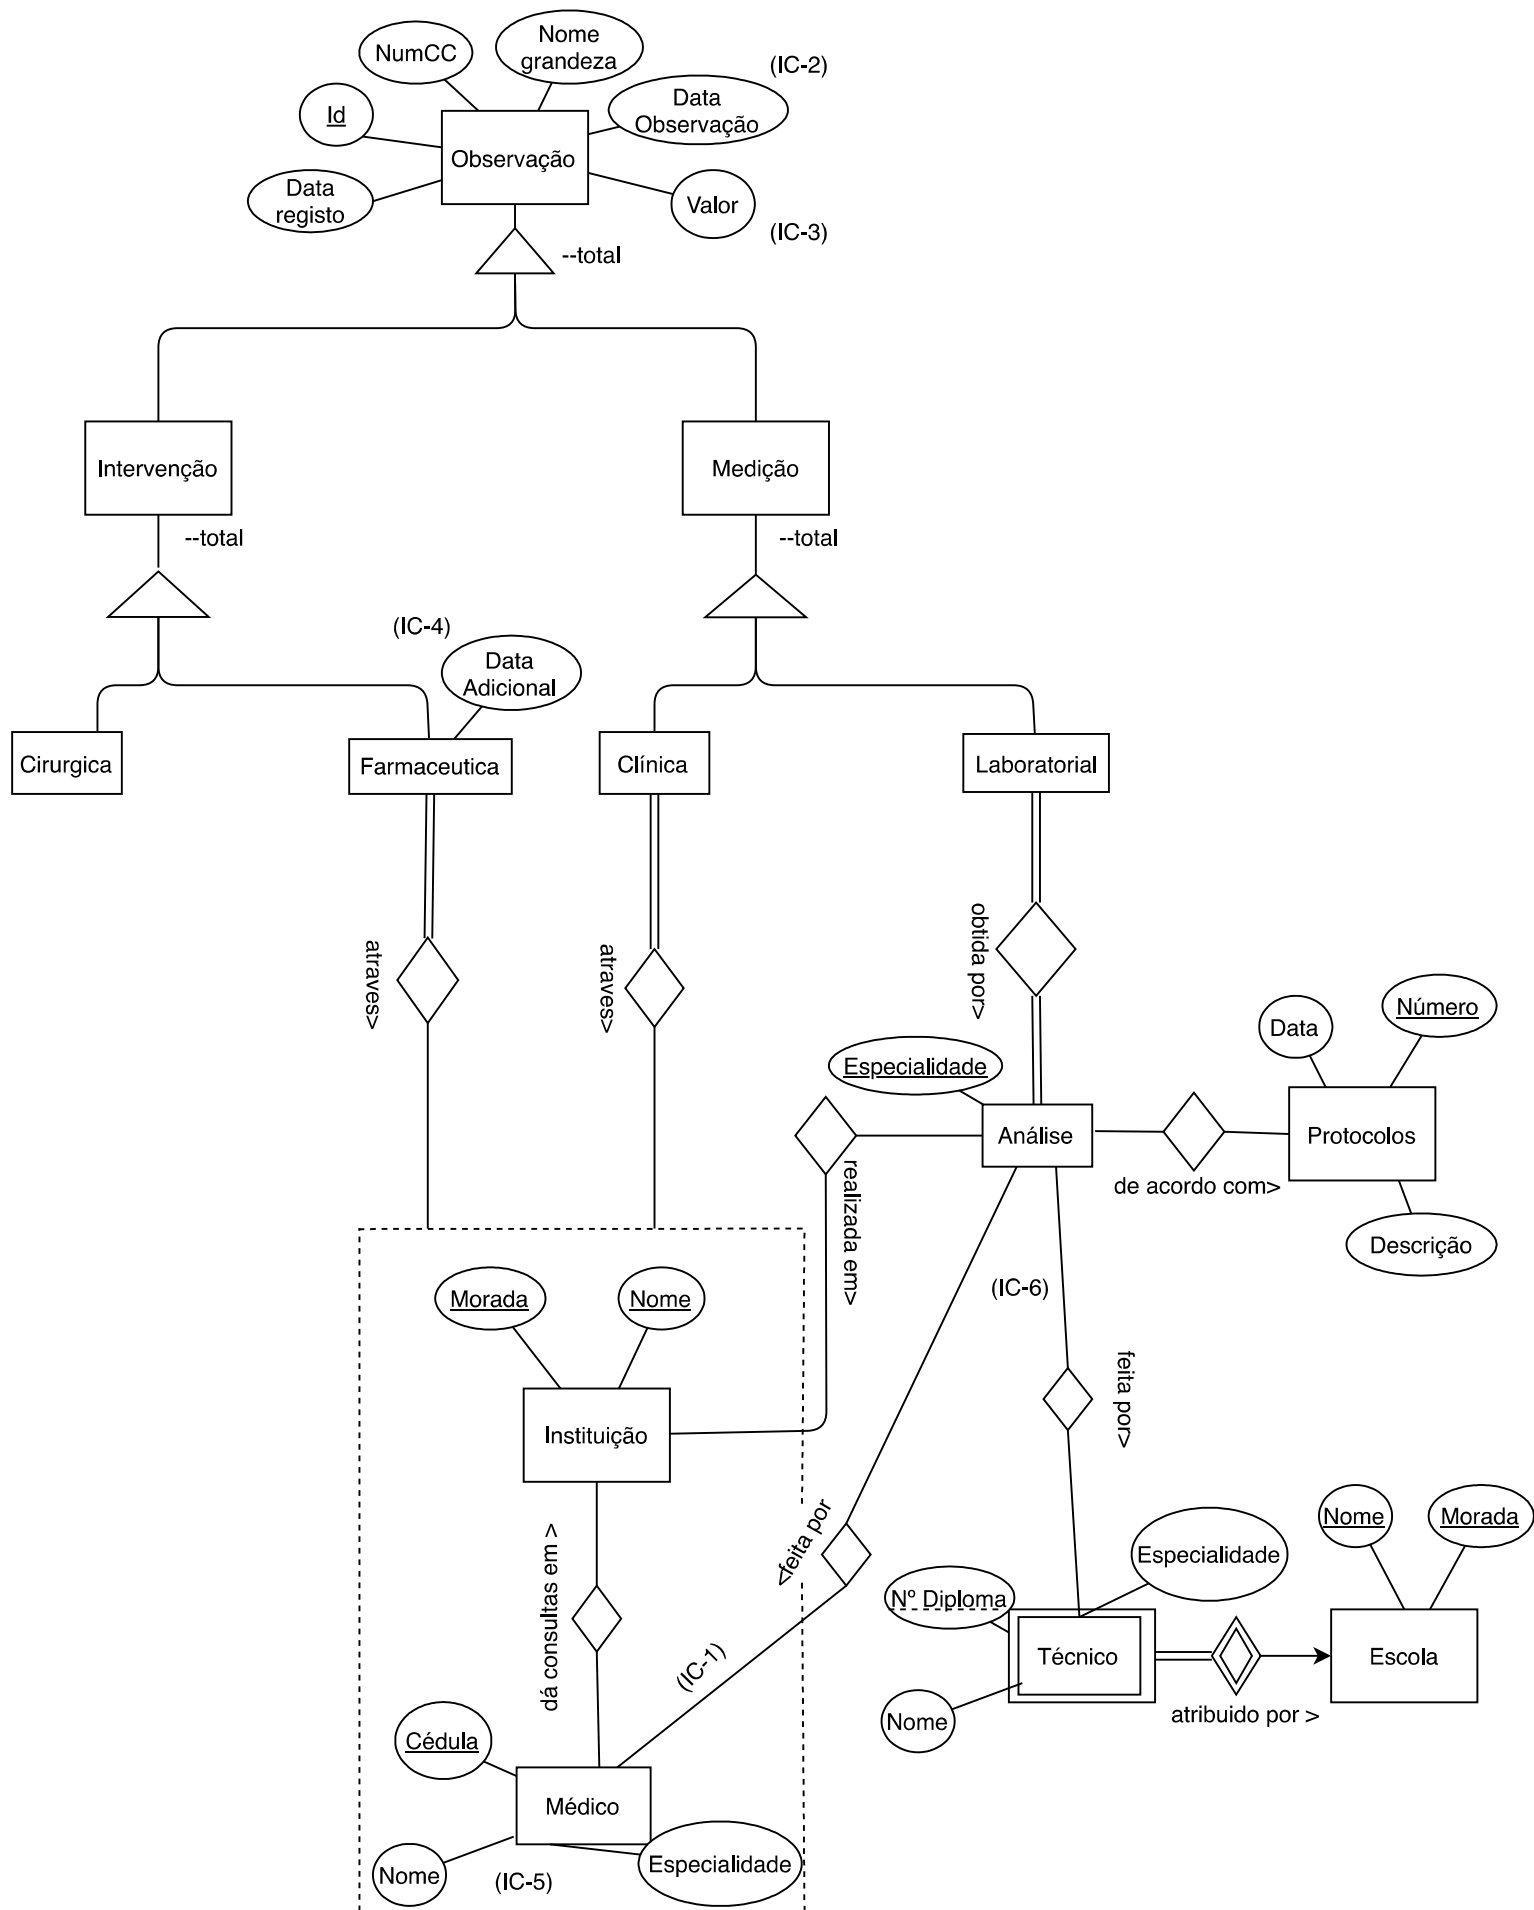 NumCC
Nome
grandeza
(IC-2)
Id
Data
Observação
Observação
Data
registo
Valor
(IC-3)
--total
Intervenção
Medição
--total
--total
(IC-4)
Data
Adicional
Cirurgica
Farmaceutica
Clínica
Laboratorial
atraves>
atraves>
obtida por>
Número
Data
Especialidade
Análise
Protocolos
de acordo com>
realizada em>
Descrição
(IC-6)
Morada
Nome
feita por>
Instituição
<feita por
dá consultas em >
Nome
Morada
Especialidade
Nº Diploma
Técnico
Escola
atribuido por >
Nome
(IC-1)
Cédula
Médico
Especialidade
Nome
(IC-5)